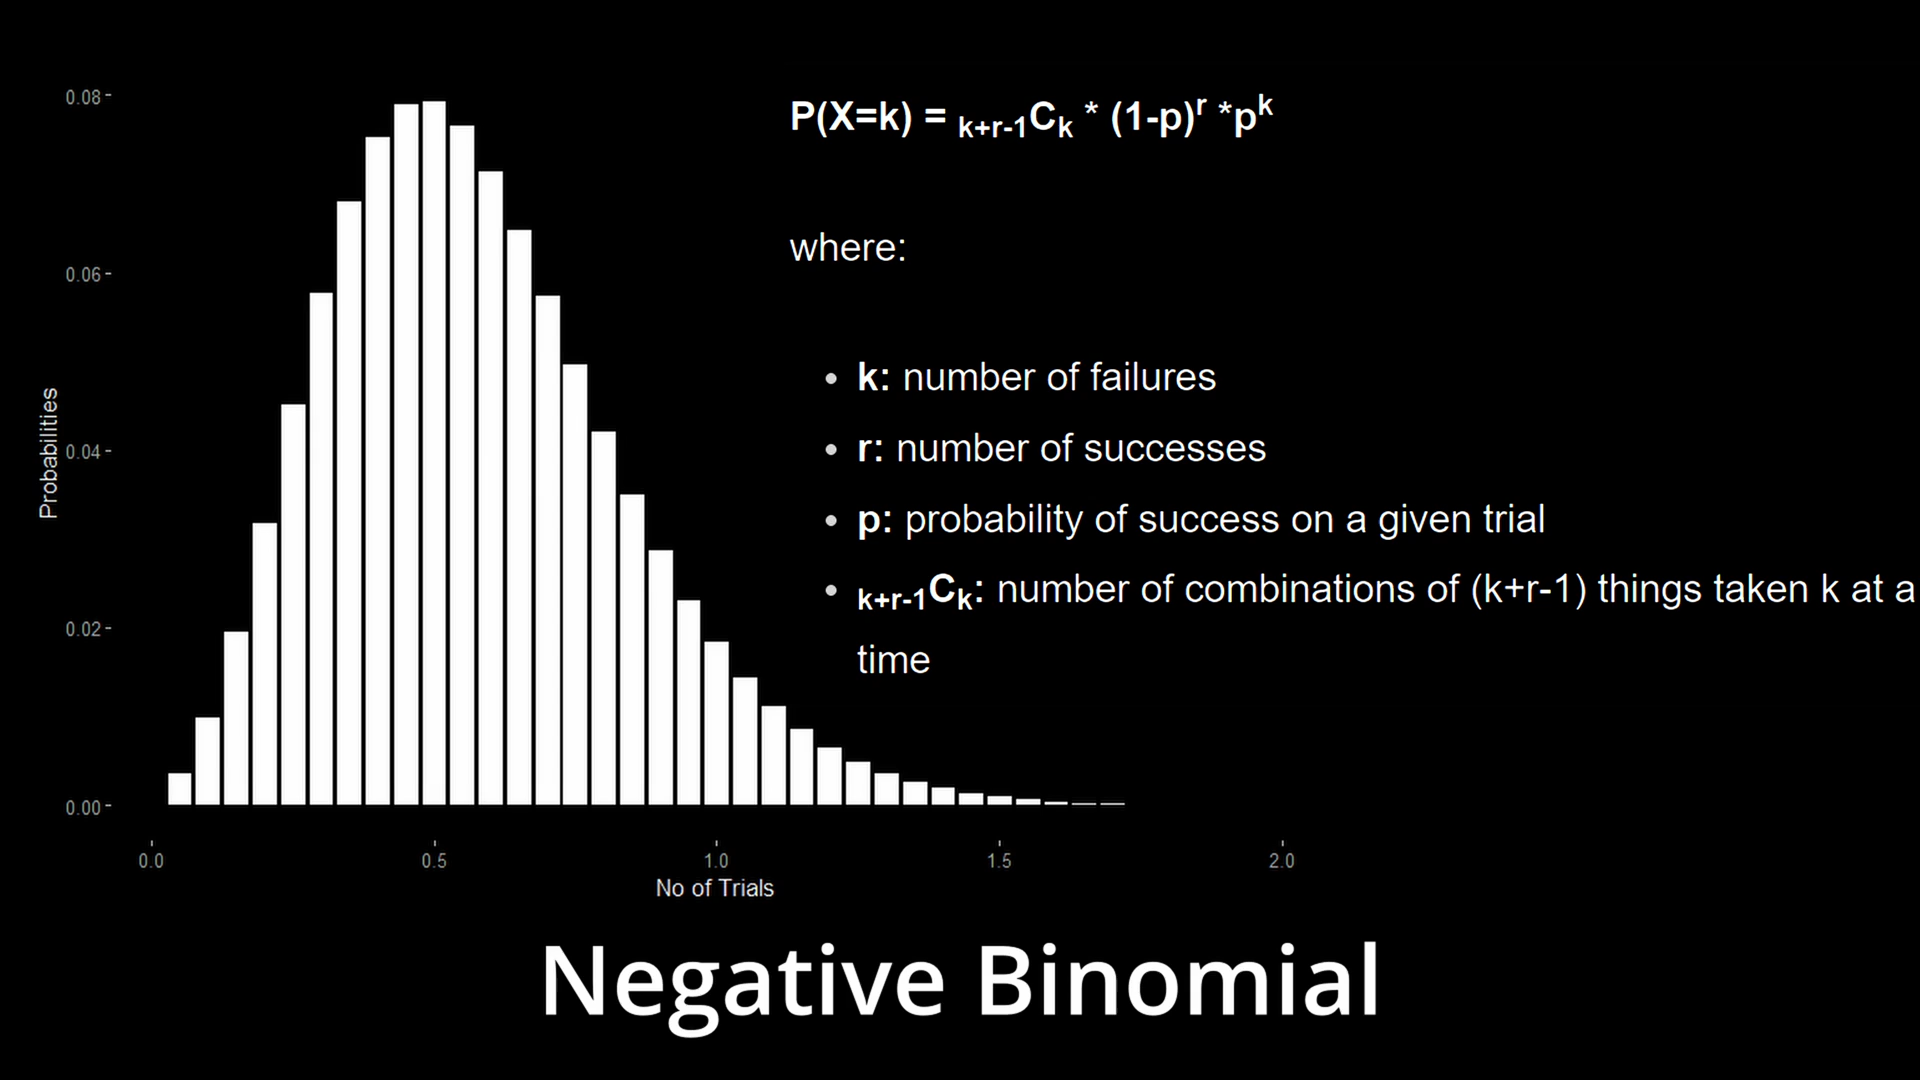 0.08
0.06
0.04
0.02
0.00
Probabilities
0.0 0.5 1.0 1.5 2.0
No of Trials
P(X=k) = k+r-1Ck * (1-p)r *pk
where:
• k: number of failures
• r: number of successes
• p: probability of success on a given trial
• k+r-1Ck: number of combinations of (k+r-1) things taken k at a
time
Negative Binomial